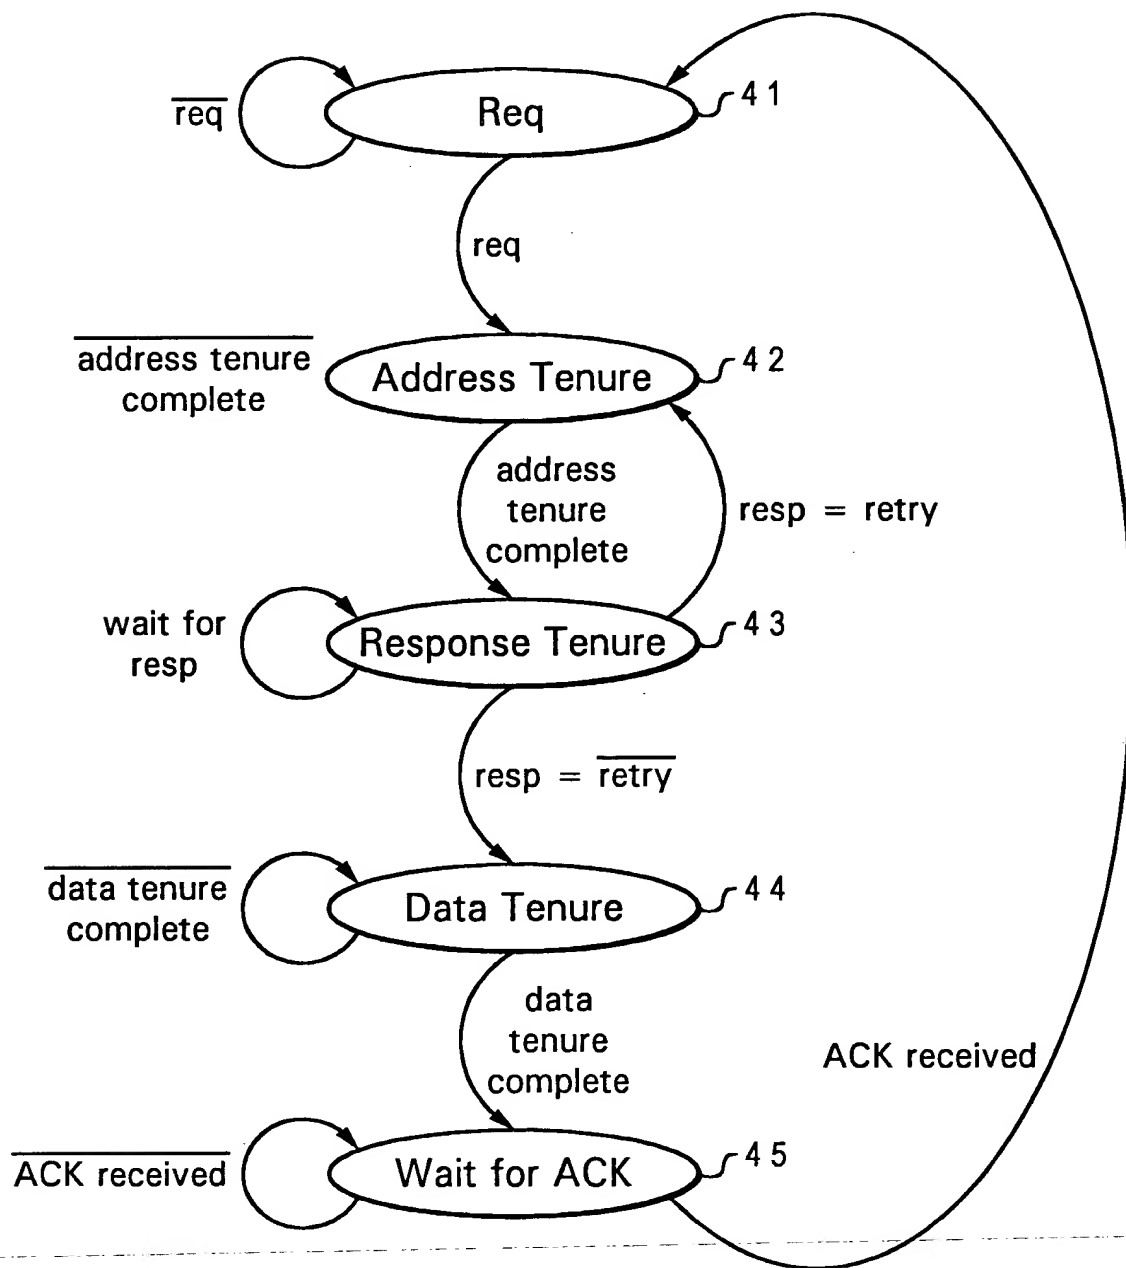 41
req
Req
req
address tenure
complete
42
Address Tenure
address
tenure
complete
resp = retry
wait for
resp
43
Response Tenure
resp = retry
data tenure
complete
44
Data Tenure
data
tenure
complete
ACK received
ACK received
45
Wait for ACK